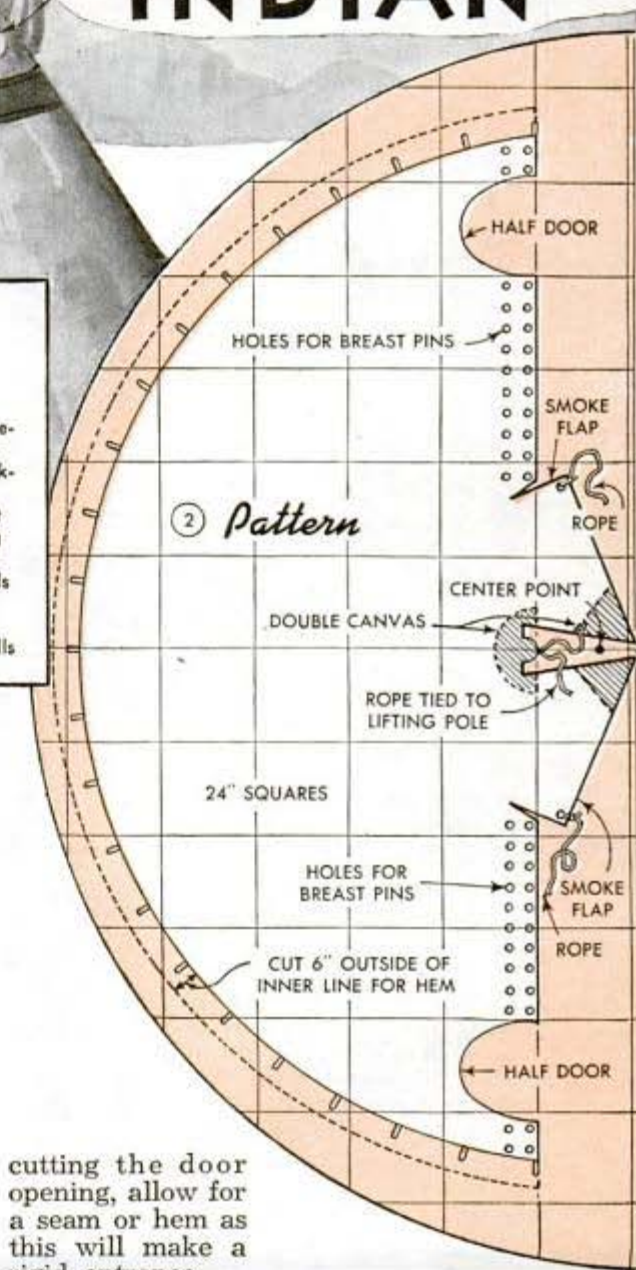 INDIAN
HALF DOOR
HOLES FOR BREAST PINS
SMOKE
FLAP
ROPE
2 Pattern
CENTER POINT
DOUBLE CANVAS
ROPE TIED TO
LIFTING POLE
24" SQUARES
HOLES FOR
BREAST PINS
SMOKE
FLAP
ROPE
CUT 6" OUTSIDE OF
INNER LINE FOR HEM
HALF DOOR
cutting the door
opening, allow for
a seam or hem as
this will make a